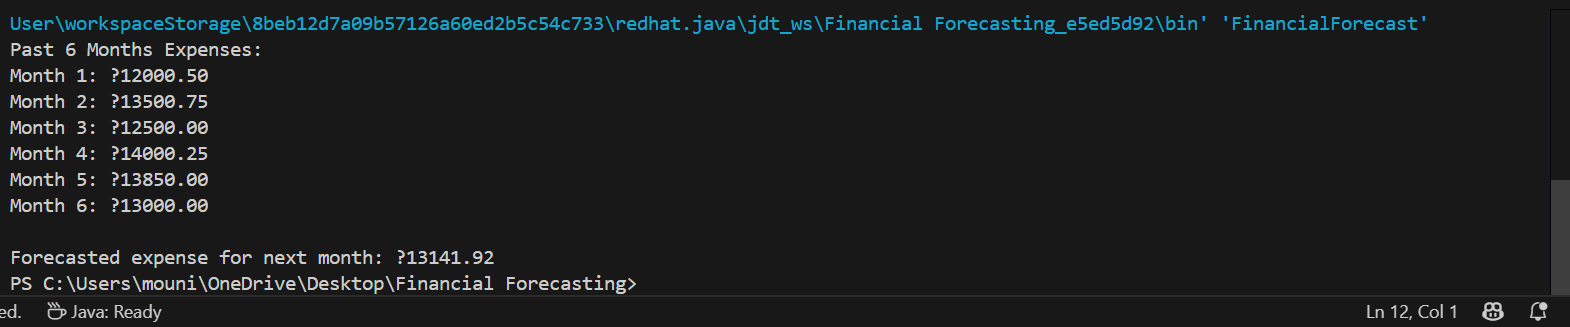 User\workspaceStorage\8beb12d7a09b57126a60ed2b5c54c733\redhat.java\jdt_ws\Financial Forecasting_e5ed5d92\bin' 'FinancialForecast'
Past 6 Months Expenses:
Month 1: ?12000.50
Month 2: ?13500.75
Month 3: ?12500.00
Month 4: ?14000.25
Month 5: ?13850.00
Month 6: ?13000.00
Forecasted expense for next month: ?13141.92
PS C:\Users\mouni\OneDrive\Desktop\Financial Forecasting>
ed. Java: Ready Ln 12, Col 1